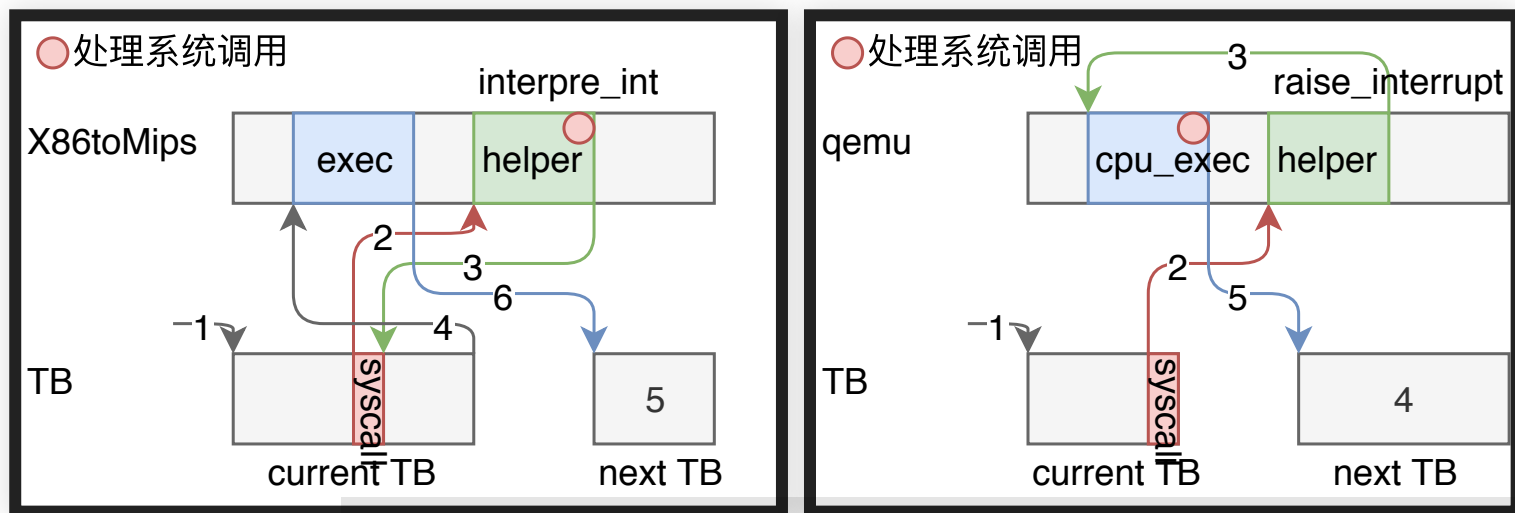 处理系统调用
interpre_int
X86toMips
exec
helper
2
3
6
1
4
TB
syscall
5
current TB
next TB
处理系统调用
3
raise_interrupt
qemu
cpu_exec
helper
2
5
1
TB
syscall
4
current TB
next TB